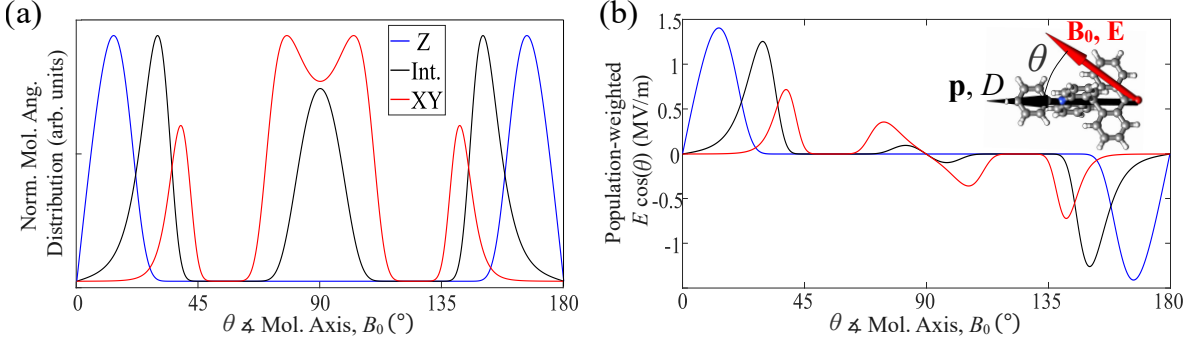 (a)
Norm. Mol. Ang.
Distribution (arb. units)
Z
Int.
XY
0
45
90
135
180
θ ∡ Mol. Axis, B₀ (°)
(b)
Population-weighted
E cos(θ) (MV/m)
1.5
1
0.5
0
-0.5
-1
B₀, E
θ
p, D
0
45
90
135
180
θ ∡ Mol. Axis, B₀ (°)